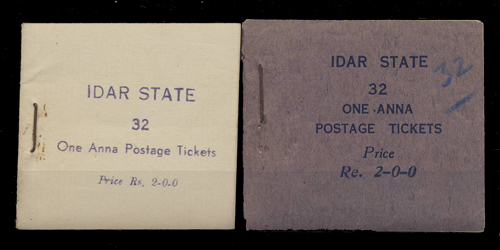 IDAR STATE
32
One Anna Postage Tickets
Price Rs. 2-0-0
IDAR STATE
32
ONE ANNA
POSTAGE TICKETS
Price
Re. 2-0-0
32